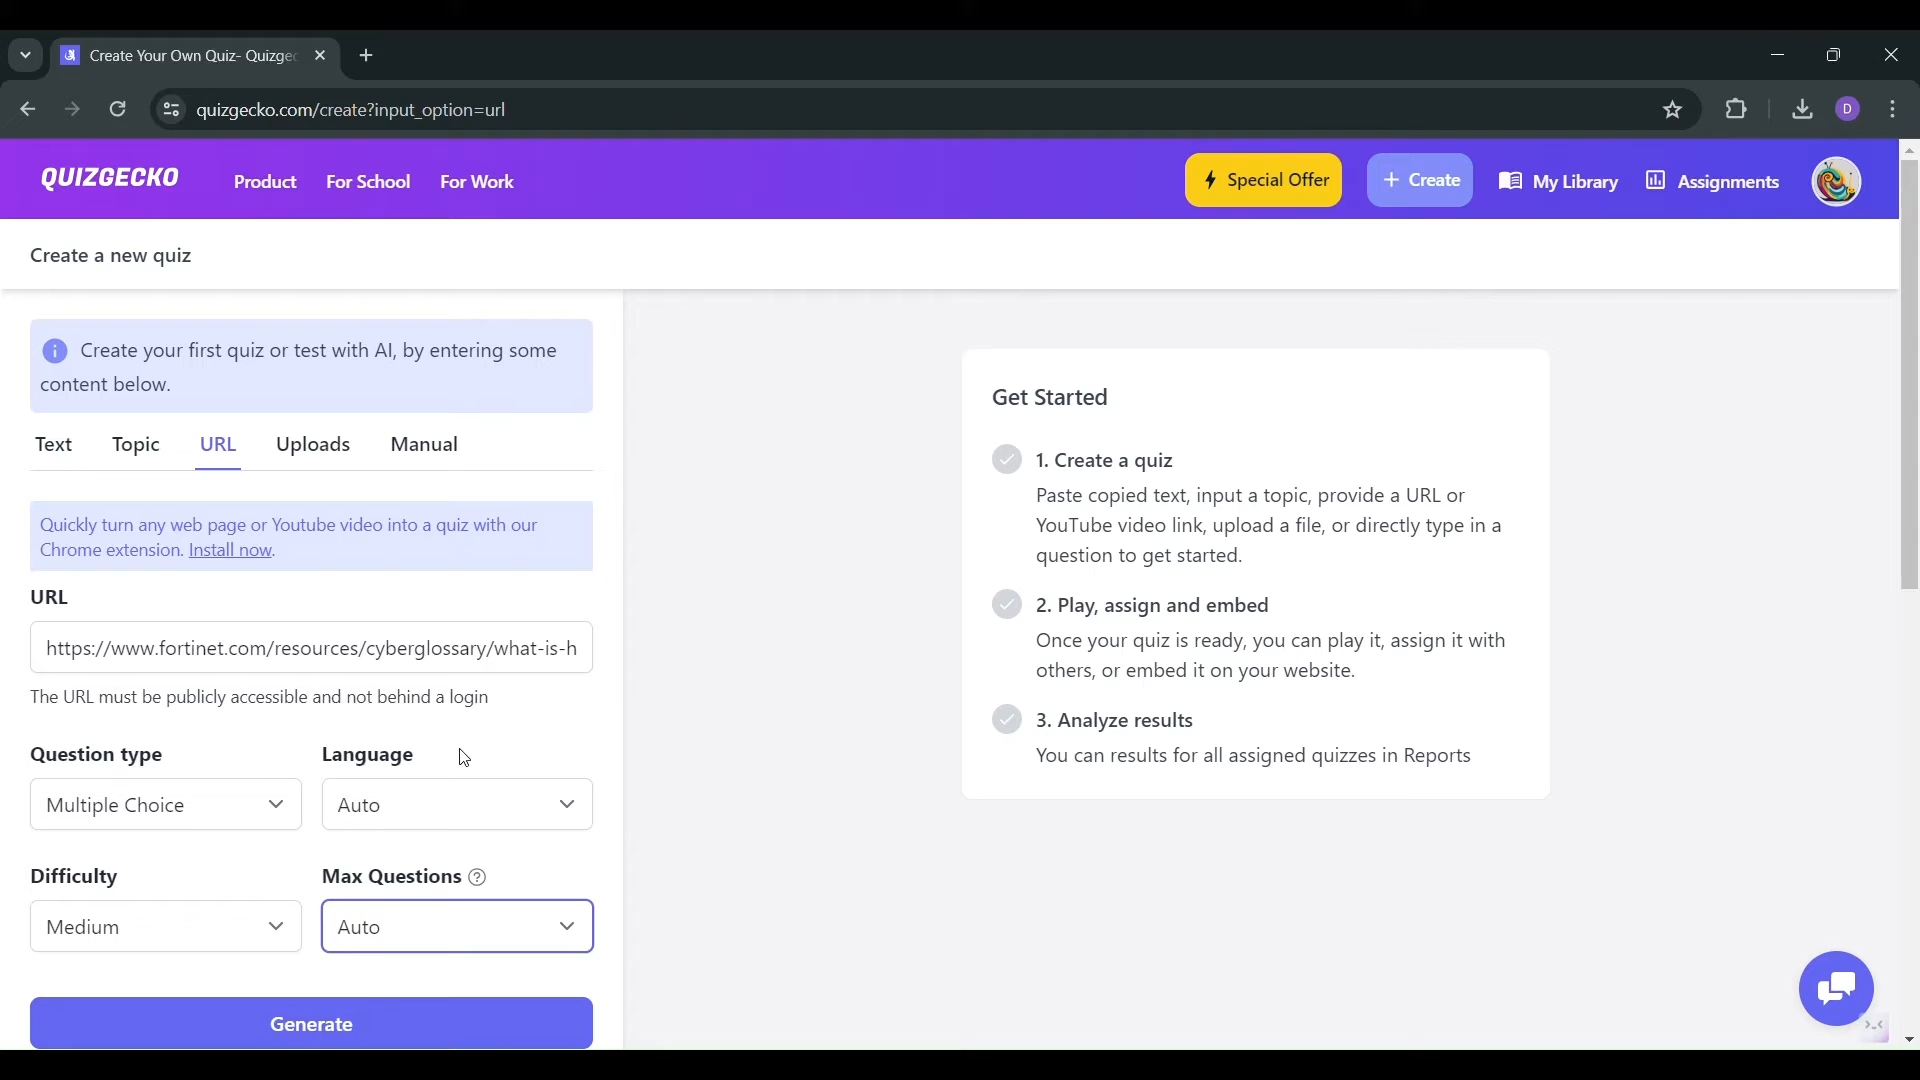 Create Your Own Quiz- Quizgec
quizgecko.com/create?input_option=url
D
QUIZGECKO
Product
For School
For Work
Special Offer
+ Create
My Library
Assignments
Create a new quiz
Create your first quiz or test with AI, by entering some
content below.
Text
Topic
URL
Uploads
Manual
Quickly turn any web page or Youtube video into a quiz with our
Chrome extension. Install now.
URL
https://www.fortinet.com/resources/cyberglossary/what-is-h
The URL must be publicly accessible and not behind a login
Question type
Language
Multiple Choice
Auto
Difficulty
Max Questions ?
Medium
Auto
Generate
Get Started
1. Create a quiz
Paste copied text, input a topic, provide a URL or
YouTube video link, upload a file, or directly type in a
question to get started.
2. Play, assign and embed
Once your quiz is ready, you can play it, assign it with
others, or embed it on your website.
3. Analyze results
You can results for all assigned quizzes in Reports